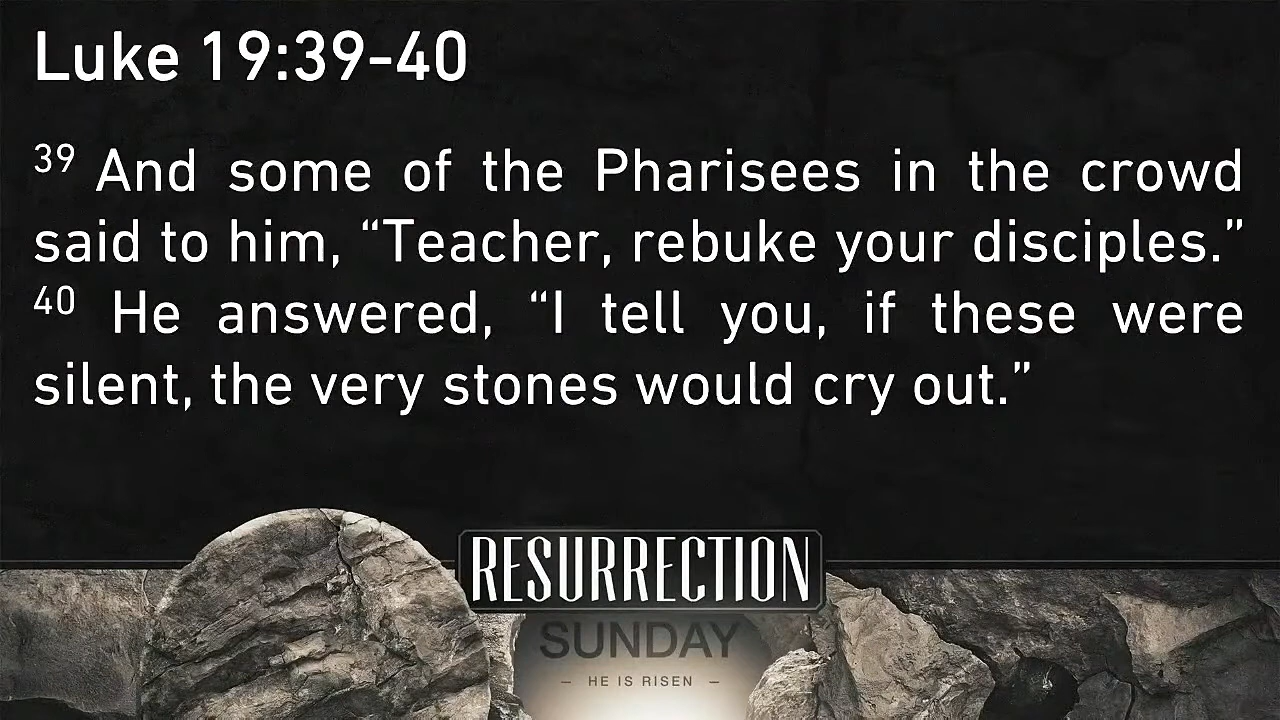 Luke 19:39-40
39 And some of the Pharisees in the crowd
said to him, “Teacher, rebuke your disciples.”
40 He answered, “I tell you, if these were
silent, the very stones would cry out.”
RESURRECTION
SUNDAY
– HE IS RISEN –